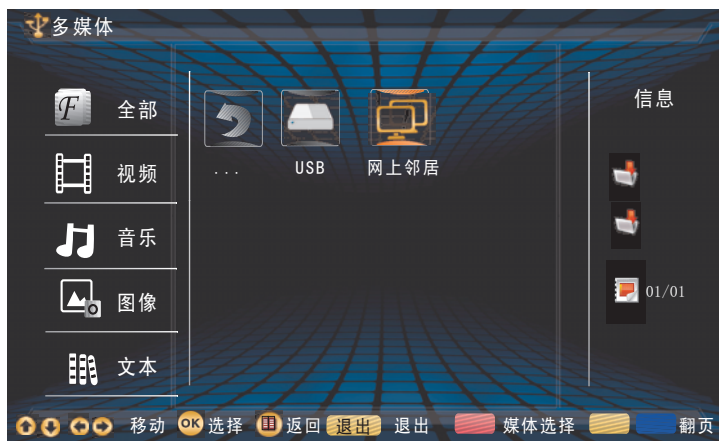 多媒体
全部
视频
音乐
图像
文本
...
USB
网上邻居
信息
01/01
移动 OK 选择 返回 退出 退出 媒体选择 翻页